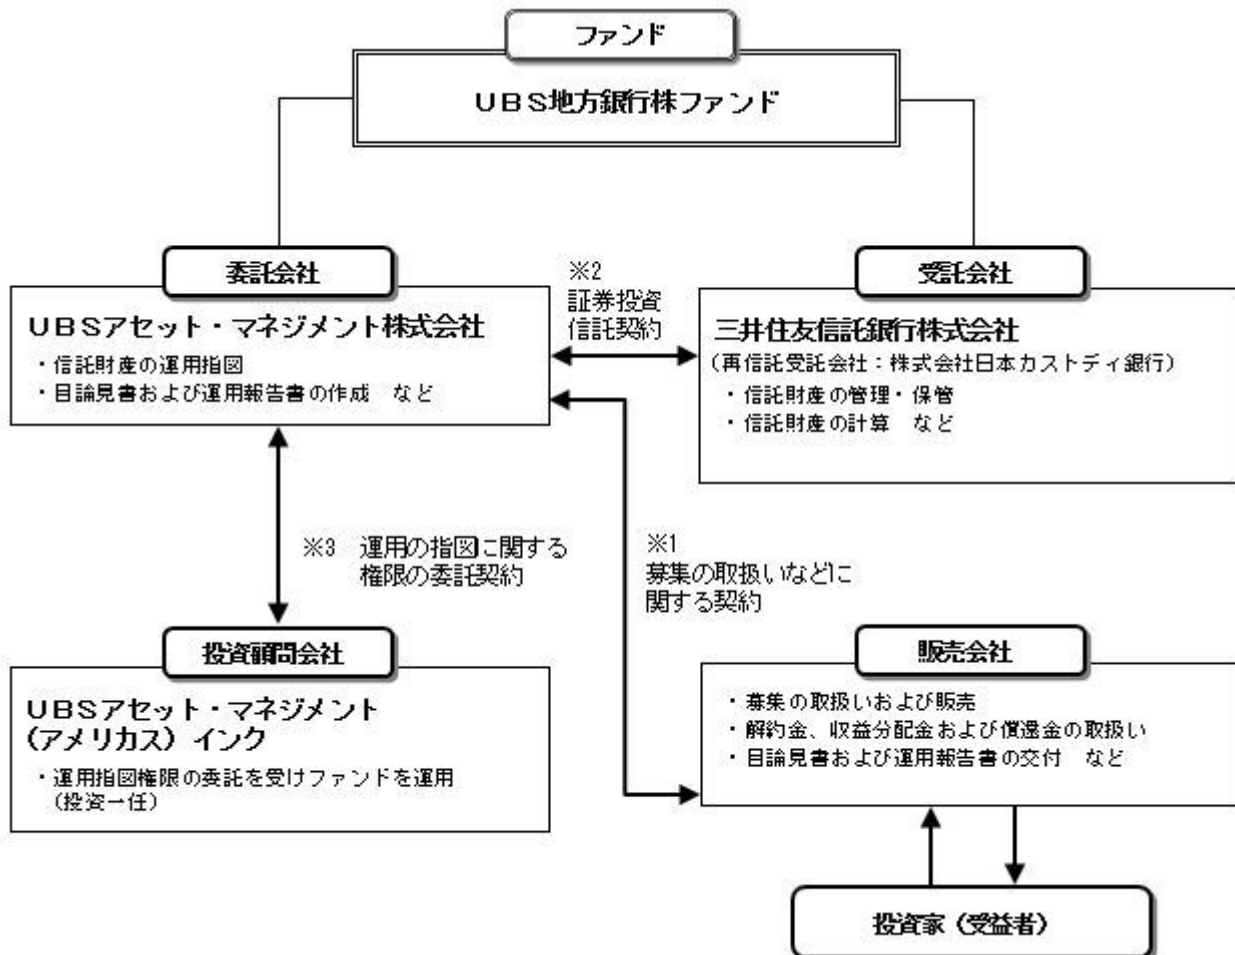 ファンド
UBS地方銀行株ファンド
委託会社
UBSアセット・マネジメント株式会社
・信託財産の運用指図
・目論見書および運用報告書の作成　など
※2
証券投資
信託契約
受託会社
三井住友信託銀行株式会社
(再信託受託会社:株式会社日本カストディ銀行)
・信託財産の管理・保管
・信託財産の計算　など
※3　運用の指図に関する
権限の委託契約
※1
募集の取扱いなどに
関する契約
投資顧問会社
UBSアセット・マネジメント
(アメリカス)インク
・運用指図権限の委託を受けファンドを運用
(投資一任)
販売会社
・募集の取扱いおよび販売
・解約金、収益分配金および償還金の取扱い
・目論見書および運用報告書の交付　など
投資家(受益者)